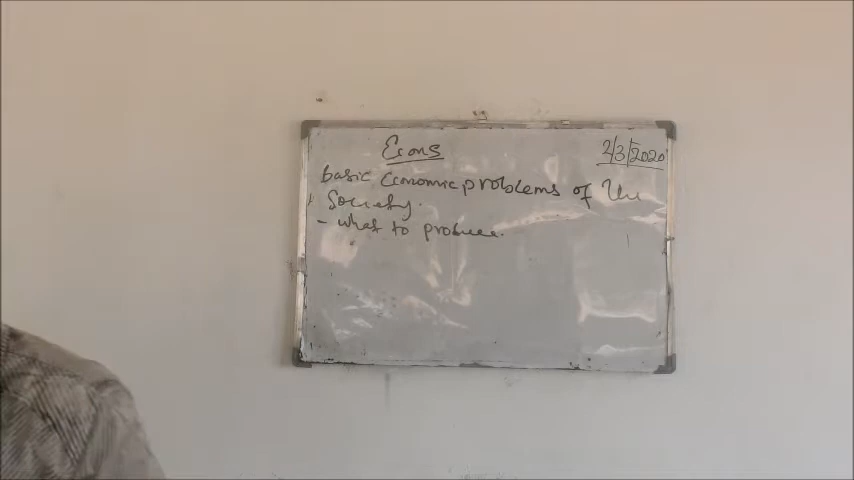 Econs
2/3/2020
basic Economic problems of the
Society.
- what to produce.